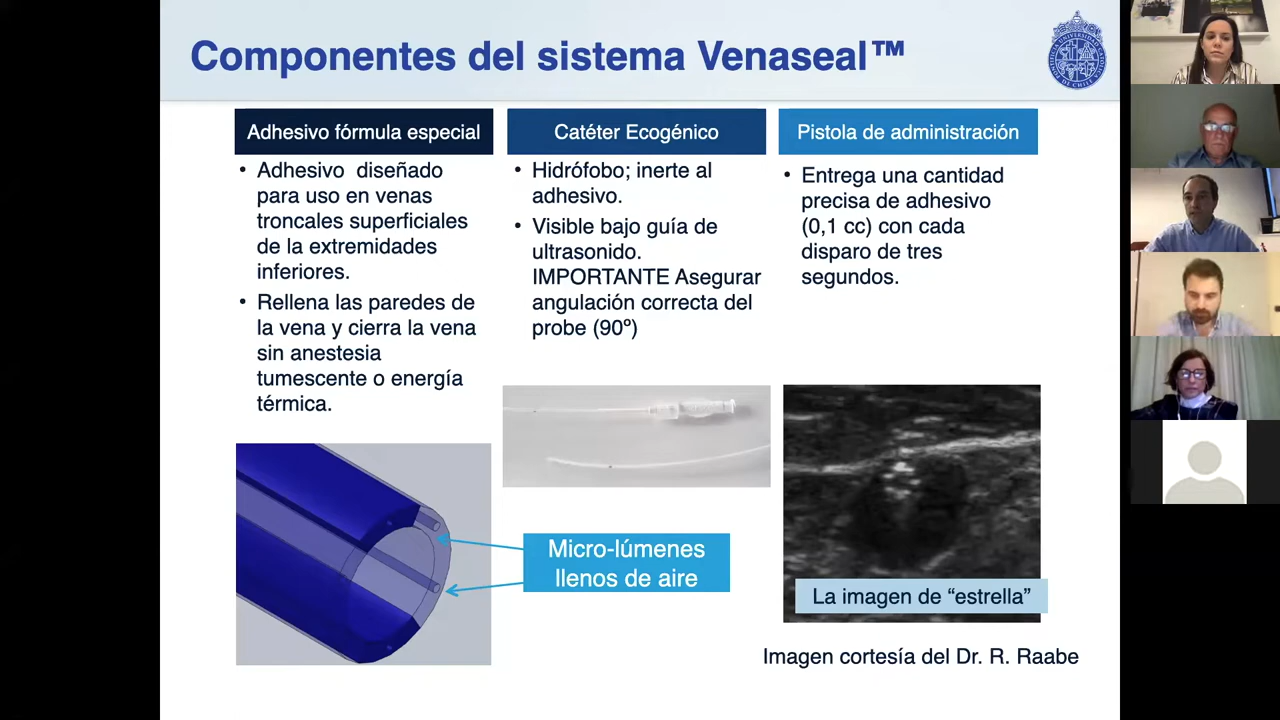 Componentes del sistema Venaseal™
Adhesivo fórmula especial
• Adhesivo diseñado
para uso en venas
troncales superficiales
de la extremidades
inferiores.
• Rellena las paredes de
la vena y cierra la vena
sin anestesia
tumescente o energía
térmica.
Catéter Ecogénico
• Hidrófobo; inerte al
adhesivo.
• Visible bajo guía de
ultrasonido.
IMPORTANTE Asegurar
angulación correcta del
probe (90º)
Pistola de administración
• Entrega una cantidad
precisa de adhesivo
(0,1 cc) con cada
disparo de tres
segundos.
Micro-lúmenes
llenos de aire
La imagen de “estrella”
Imagen cortesía del Dr. R. Raabe